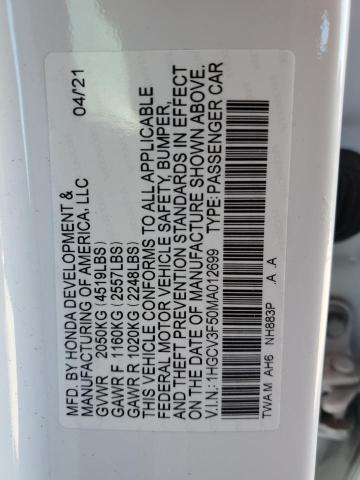 MFD. BY HONDA DEVELOPMENT & 04/21
MANUFACTURING OF AMERICA, LLC
GVWR 2050KG(4519LBS)
GAWR F 1160KG(2557LBS)
GAWR R 1020KG(2248LBS)
THIS VEHICLE CONFORMS TO ALL APPLICABLE
FEDERAL MOTOR VEHICLE SAFETY, BUMPER,
AND THEFT PREVENTION STANDARDS IN EFFECT
ON THE DATE OF MANUFACTURE SHOWN ABOVE.
V.I.N.: 1HGCV3F50MA012699 TYPE: PASSENGER CAR
TWA M AH6 NH883P .A .A